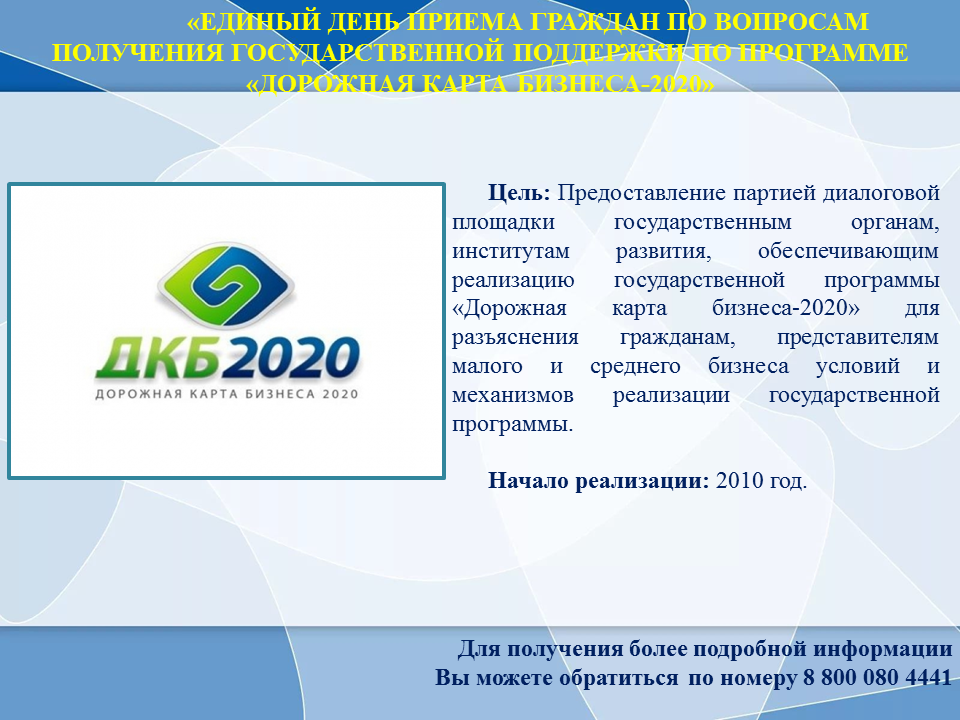 «ЕДИНЫЙ ДЕНЬ ПРИЕМА ГРАЖДАН ПО ВОПРОСАМ
ПОЛУЧЕНИЯ ГОСУДАРСТВЕННОЙ ПОДДЕРЖКИ ПО ПРОГРАММЕ
«ДОРОЖНАЯ КАРТА БИЗНЕСА-2020»
ДКБ2020
ДОРОЖНАЯ КАРТА БИЗНЕСА 2020
Цель: Предоставление партией диалоговой
площадки государственным органам,
институтам развития, обеспечивающим
реализацию государственной программы
«Дорожная карта бизнеса-2020» для
разъяснения гражданам, представителям
малого и среднего бизнеса условий и
механизмов реализации государственной
программы.
Начало реализации: 2010 год.
Для получения более подробной информации
Вы можете обратиться по номеру 8 800 080 4441